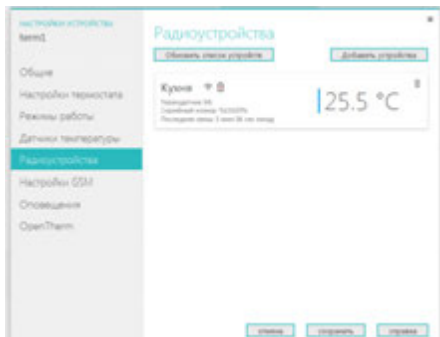 НАСТРОЙКИ УСТРОЙСТВА
term1
Общие
Настройки термостата
Режимы работы
Датчики температуры
Радиоустройства
Настройки GSM
Оповещения
OpenTherm
Радиоустройства
Обновить список устройств
Добавить устройство
Кухня
25.5 °C
отмена
сохранить
справка